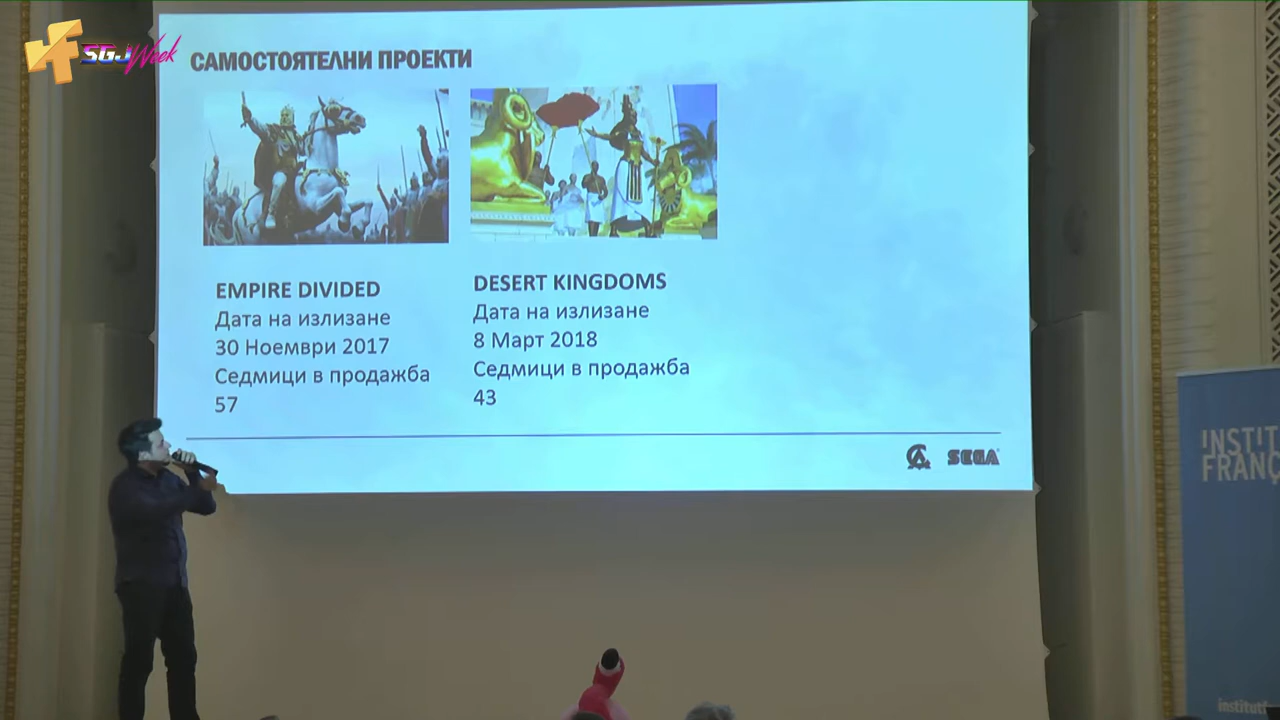 SGJ Week
САМОСТОЯТЕЛНИ ПРОЕКТИ
EMPIRE DIVIDED
Дата на излизане
30 Ноември 2017
Седмици в продажба
57
DESERT KINGDOMS
Дата на излизане
8 Март 2018
Седмици в продажба
43
SEGA
INSTIT
FRANÇ
institutf